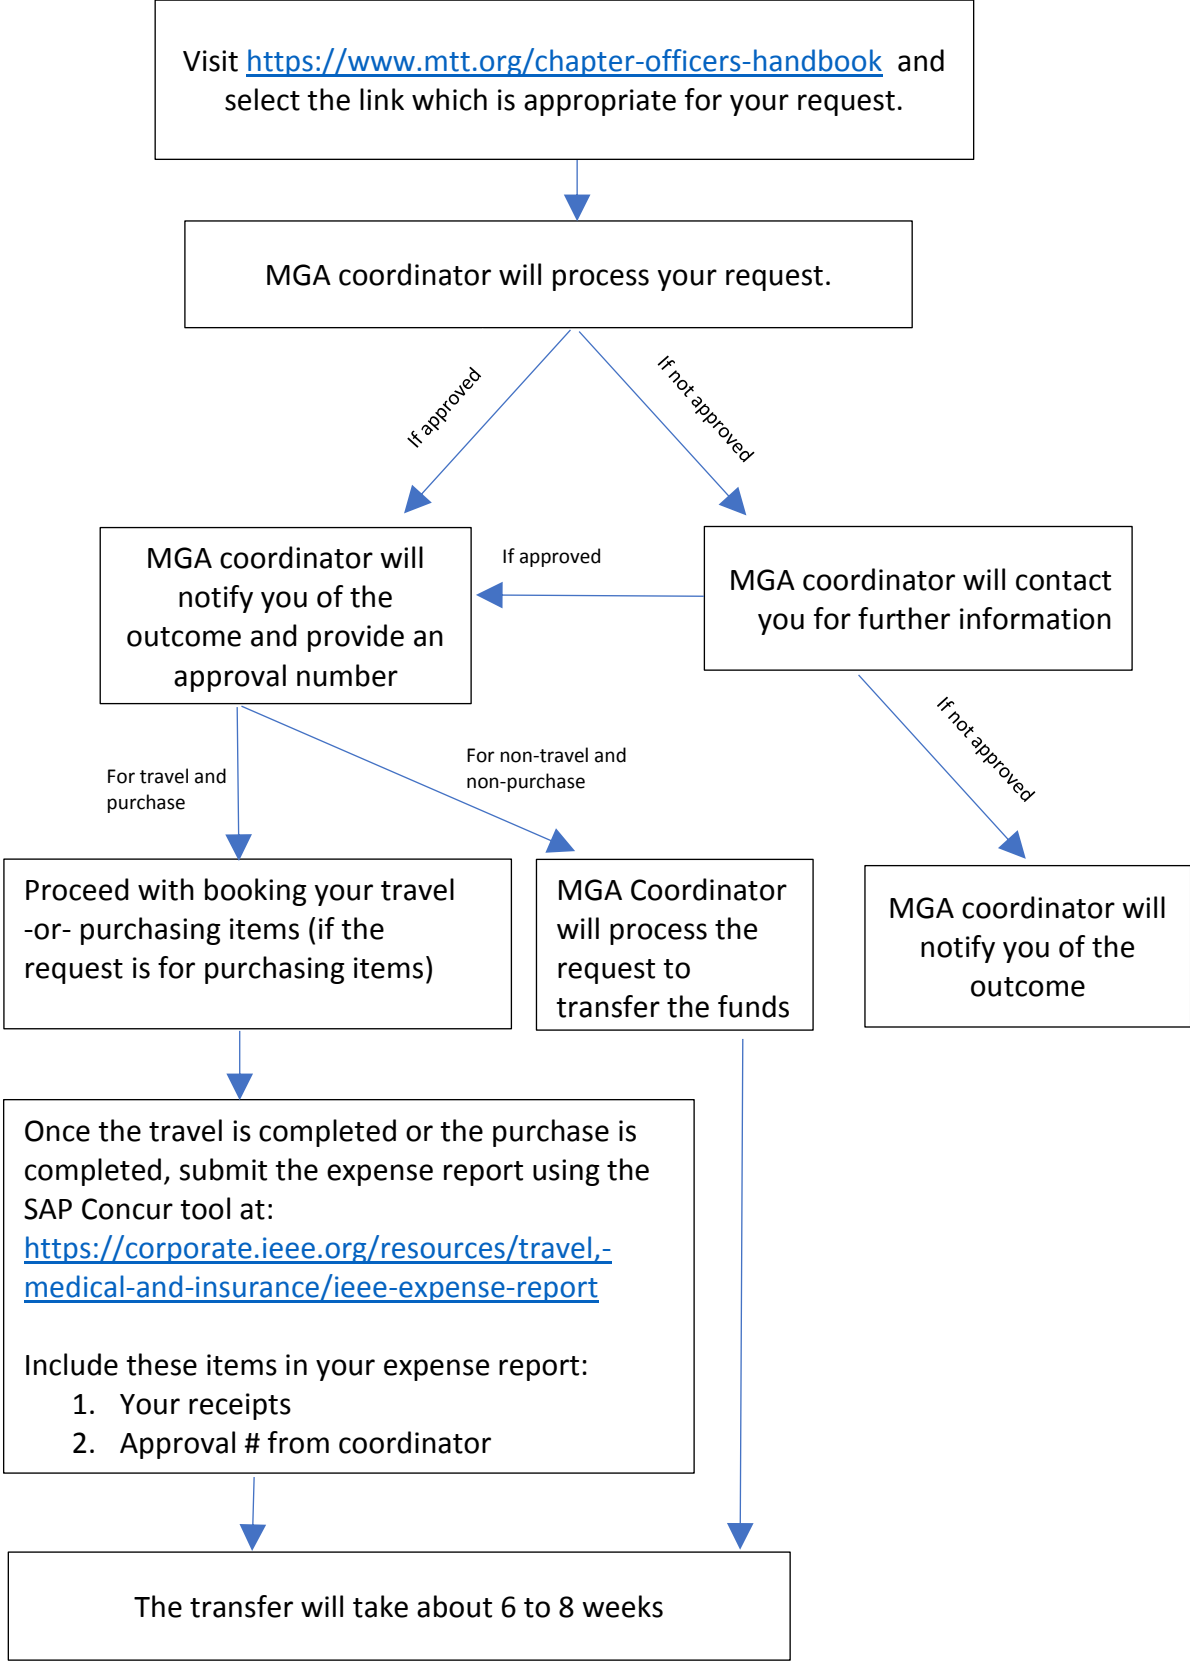 Visit https://www.mtt.org/chapter-officers-handbook and
select the link which is appropriate for your request.
MGA coordinator will process your request.
If approved
If not approved
MGA coordinator will
notify you of the
outcome and provide an
approval number
If approved
MGA coordinator will contact
you for further information
For travel and
purchase
For non-travel and
non-purchase
If not approved
Proceed with booking your travel
-or- purchasing items (if the
request is for purchasing items)
MGA Coordinator
will process the
request to
transfer the funds
MGA coordinator will
notify you of the
outcome
Once the travel is completed or the purchase is
completed, submit the expense report using the
SAP Concur tool at:
https://corporate.ieee.org/resources/travel,-
medical-and-insurance/ieee-expense-report
Include these items in your expense report:
1. Your receipts
2. Approval # from coordinator
The transfer will take about 6 to 8 weeks